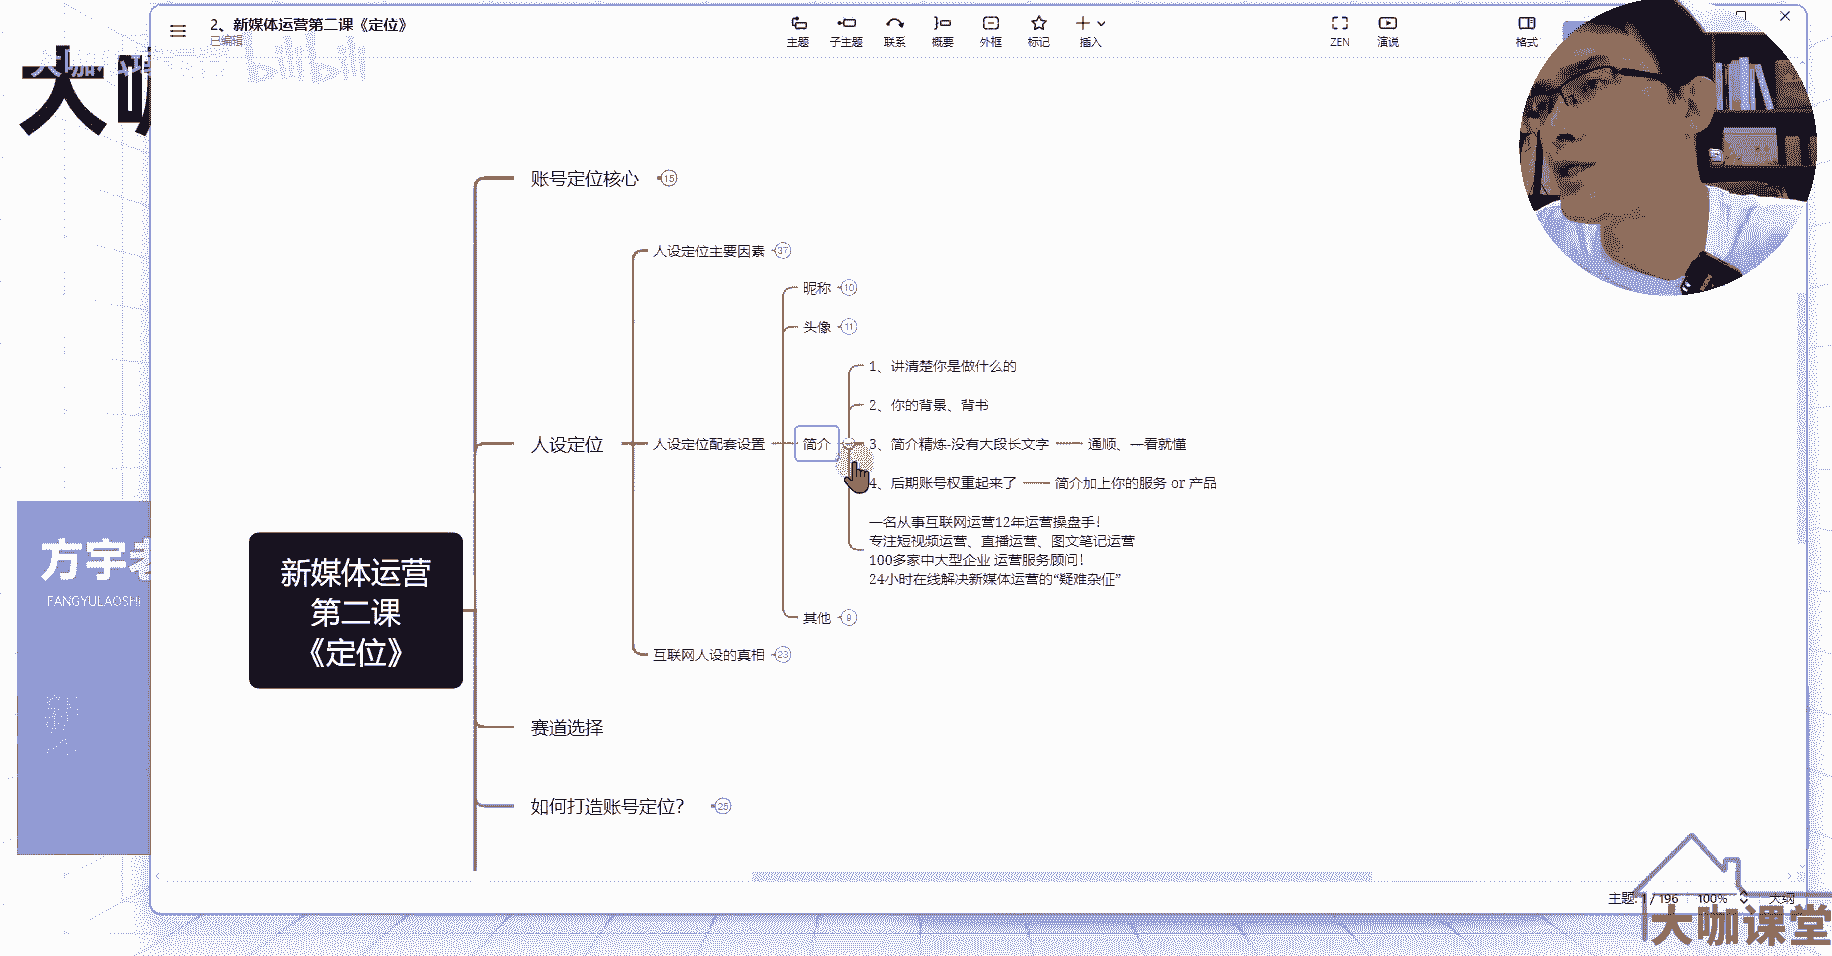 2、新媒体运营第二课《定位》
已编辑
主题
子主题
联系
概要
外框
标记
插入
ZEN
演说
格式
大咖
bilibili
账号定位核心
15
人设定位主要因素
37
昵称
10
头像
11
1、讲清楚你是做什么的
2、你的背景、背书
人设定位
人设定位配套设置
简介
3、简介精炼-没有大段长文字
通顺、一看就懂
4、后期账号权重起来了
简介加上你的服务 or 产品
一名从事互联网运营12年运营操盘手！
专注短视频运营、直播运营、图文笔记运营
100多家中大型企业 运营服务顾问！
24小时在线解决新媒体运营的“疑难杂症”
其他
9
互联网人设的真相
23
新媒体运营
第二课
《定位》
赛道选择
如何打造账号定位？
25
方宇老
FANGYULAOSHI
主题: 1 / 196
100%
大纲
大咖课堂